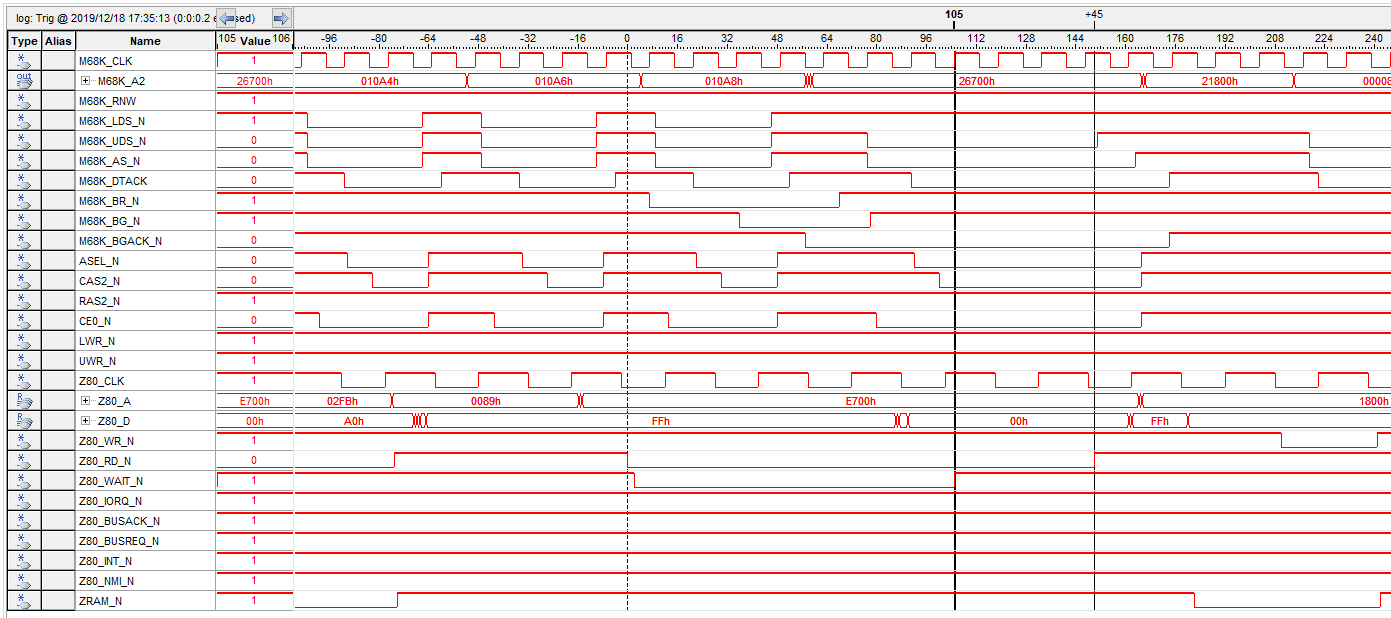 log: Trig @ 2019/12/18 17:35:13 (0:0:0.2 e sed) 105 +45
Type Alias Name 105 Value 106 -96 -80 -64 -48 -32 -16 0 16 32 48 64 80 96 112 128 144 160 176 192 208 224 240
M68K_CLK 1
out M68K_A2 26700h 010A4h 010A6h 010A8h 26700h 21800h 00008
M68K_RNW 1
M68K_LDS_N 1
M68K_UDS_N 0
M68K_AS_N 0
M68K_DTACK 0
M68K_BR_N 1
M68K_BG_N 1
M68K_BGACK_N 0
ASEL_N 0
CAS2_N 0
RAS2_N 1
CE0_N 0
LWR_N 1
UWR_N 1
Z80_CLK 1
R Z80_A E700h 02FBh 0089h E700h 1800h
R Z80_D 00h A0h FFh 00h FFh
Z80_WR_N 1
Z80_RD_N 0
Z80_WAIT_N 1
Z80_IORQ_N 1
Z80_BUSACK_N 1
Z80_BUSREQ_N 1
Z80_INT_N 1
Z80_NMI_N 1
ZRAM_N 1